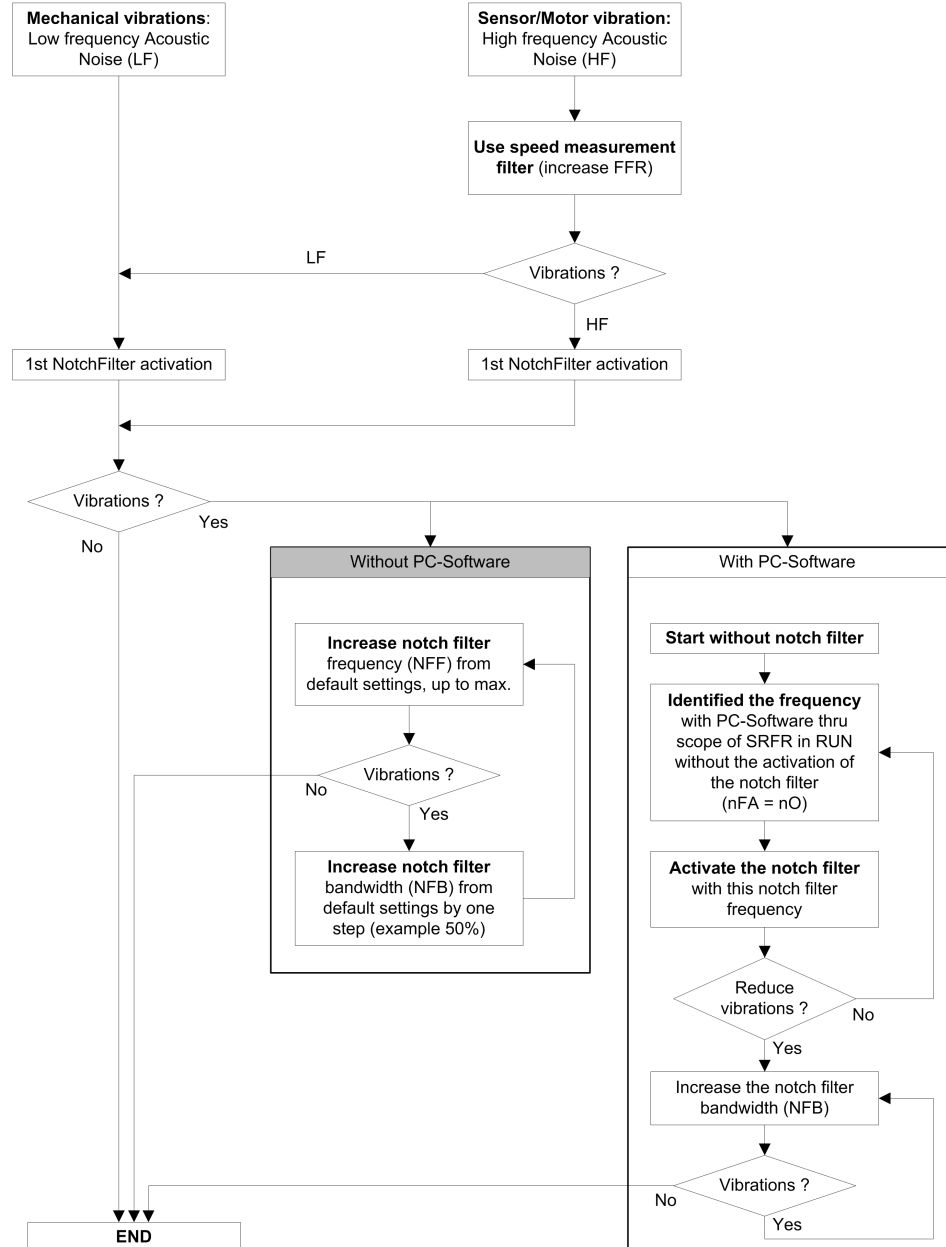 Mechanical vibrations:
Low frequency Acoustic
Noise (LF)
Sensor/Motor vibration:
High frequency Acoustic
Noise (HF)
Use speed measurement
filter (increase FFR)
LF
Vibrations ?
HF
1st NotchFilter activation
1st NotchFilter activation
Vibrations ?
Yes
No
Without PC-Software
Increase notch filter
frequency (NFF) from
default settings, up to max.
Vibrations ?
No
Yes
Increase notch filter
bandwidth (NFB) from
default settings by one
step (example 50%)
With PC-Software
Start without notch filter
Identified the frequency
with PC-Software thru
scope of SRFR in RUN
without the activation of
the notch filter
(nFA = nO)
Activate the notch filter
with this notch filter
frequency
Reduce
vibrations ?
No
Yes
Increase the notch filter
bandwidth (NFB)
Vibrations ?
No
Yes
END